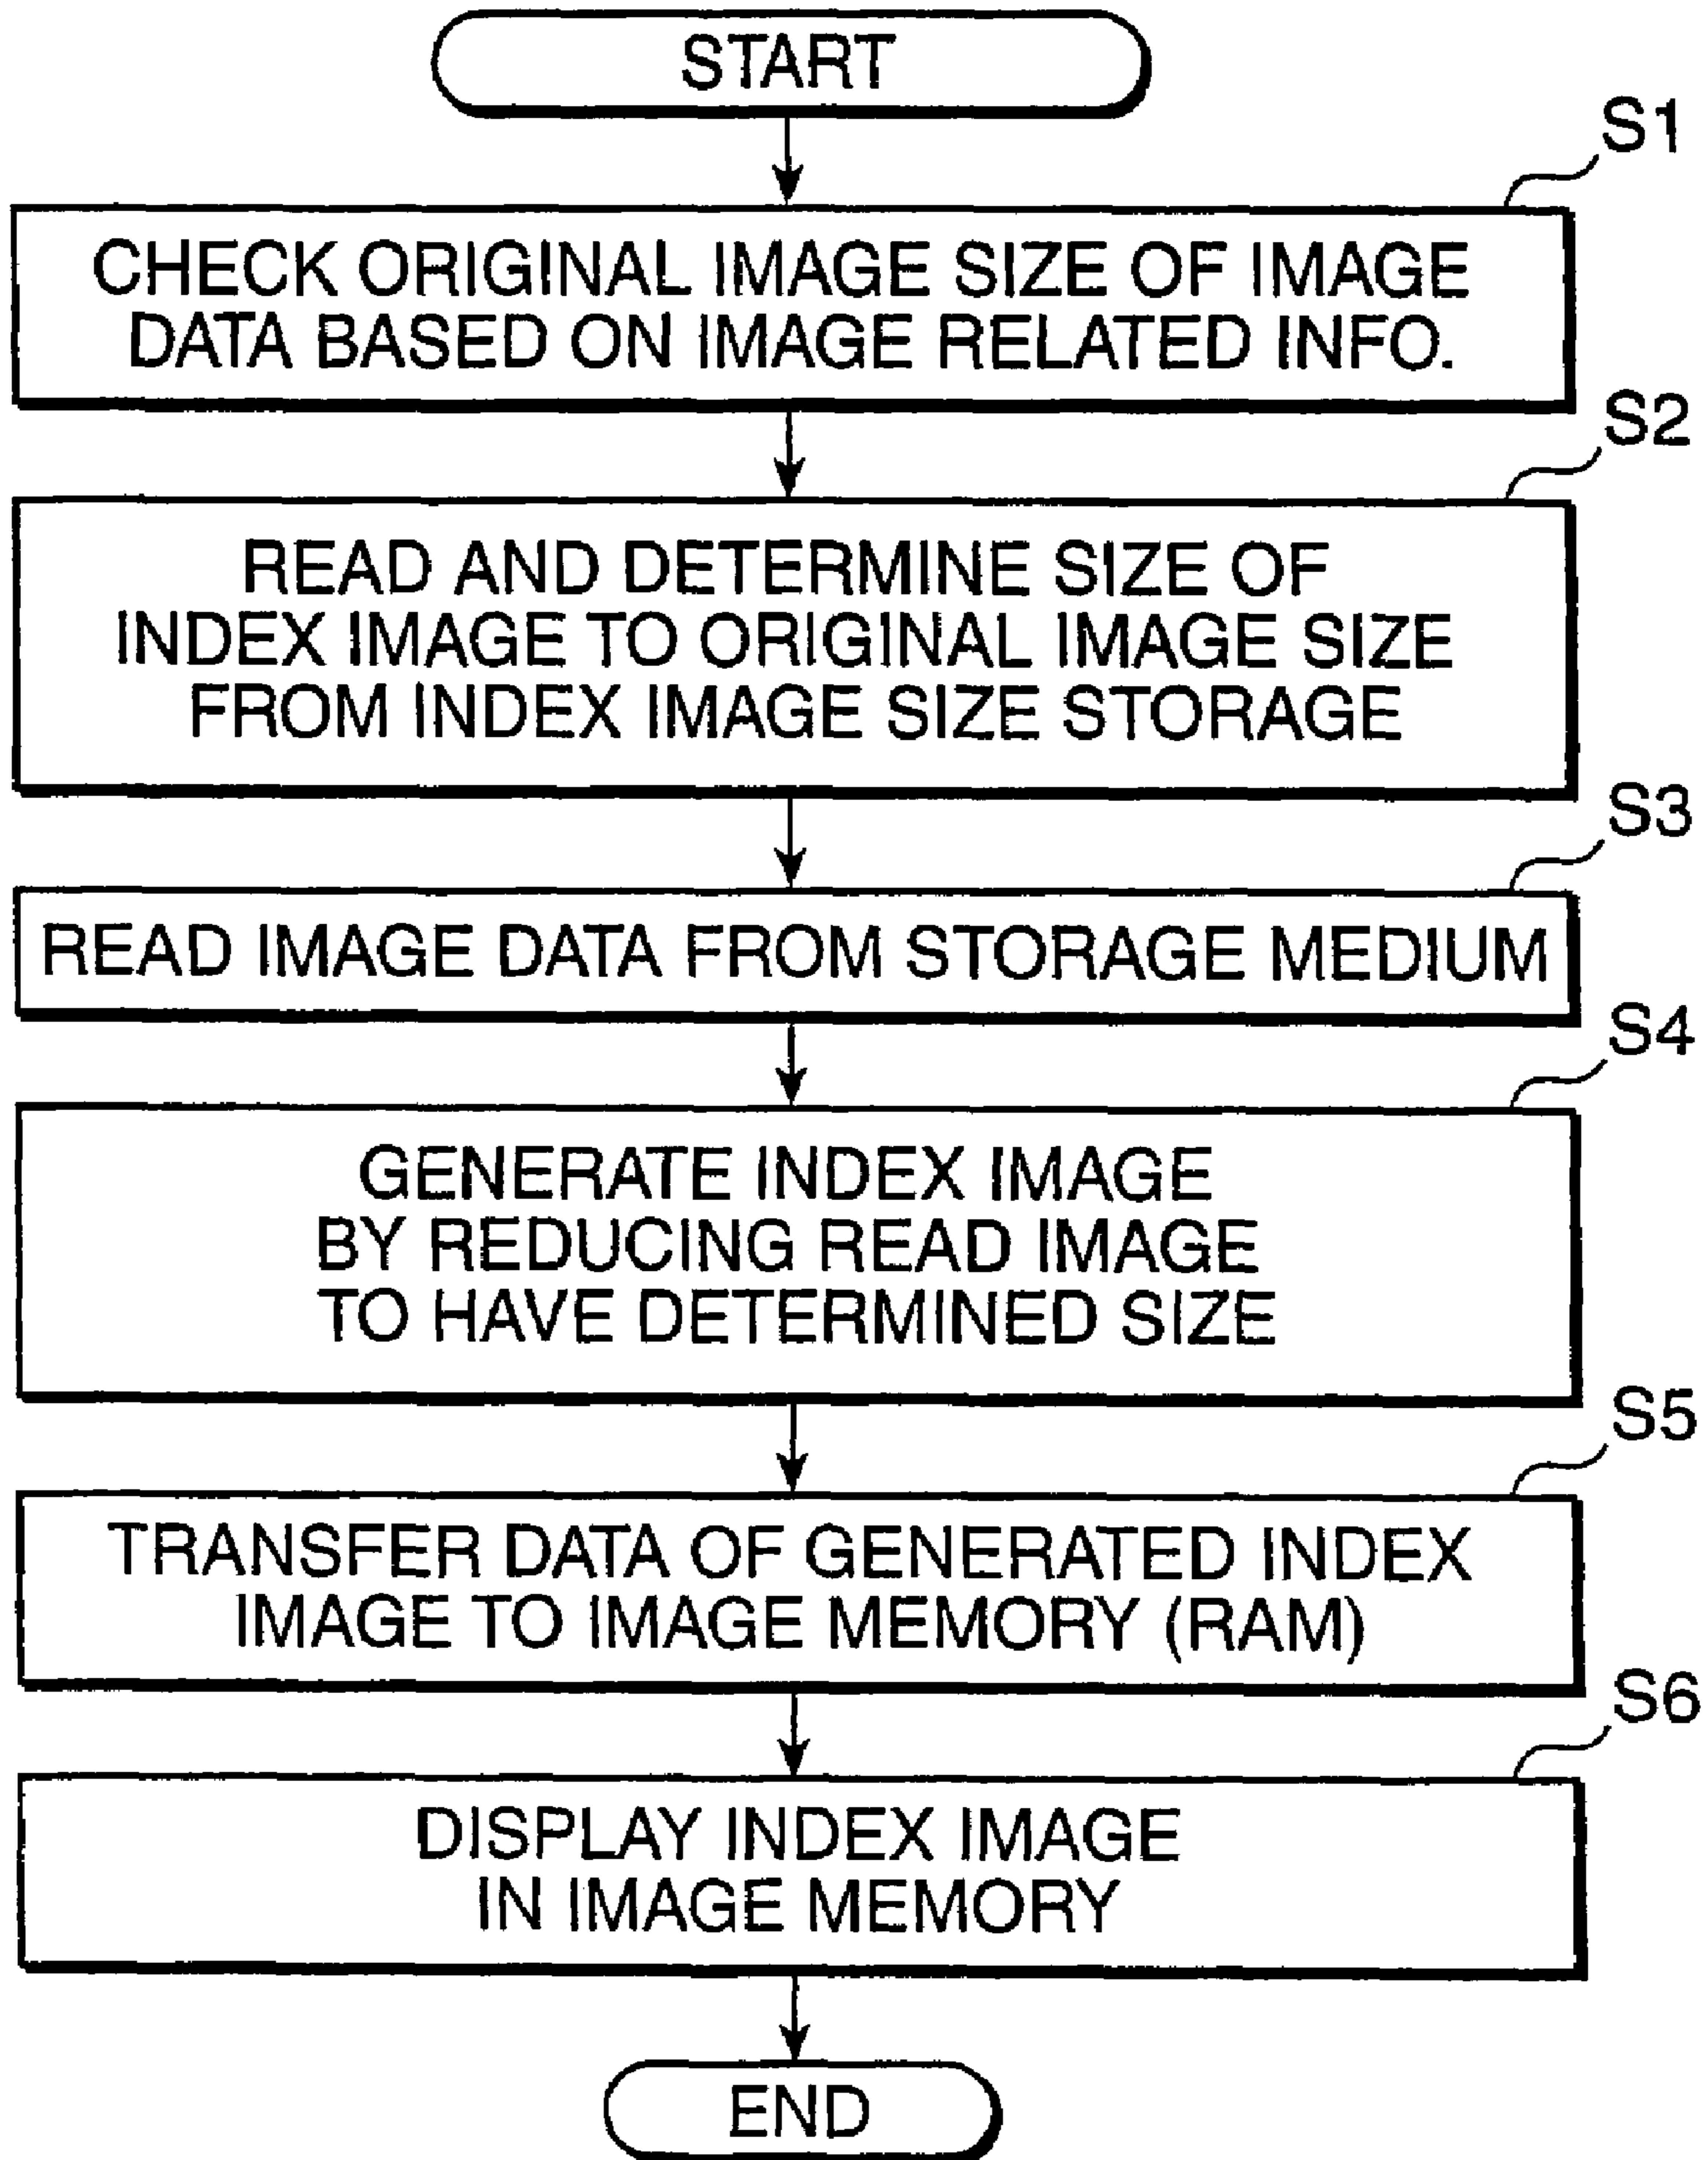 START
S1
CHECK ORIGINAL IMAGE SIZE OF IMAGE
DATA BASED ON IMAGE RELATED INFO.
S2
READ AND DETERMINE SIZE OF
INDEX IMAGE TO ORIGINAL IMAGE SIZE
FROM INDEX IMAGE SIZE STORAGE
S3
READ IMAGE DATA FROM STORAGE MEDIUM
S4
GENERATE INDEX IMAGE
BY REDUCING READ IMAGE
TO HAVE DETERMINED SIZE
S5
TRANSFER DATA OF GENERATED INDEX
IMAGE TO IMAGE MEMORY (RAM)
S6
DISPLAY INDEX IMAGE
IN IMAGE MEMORY
END